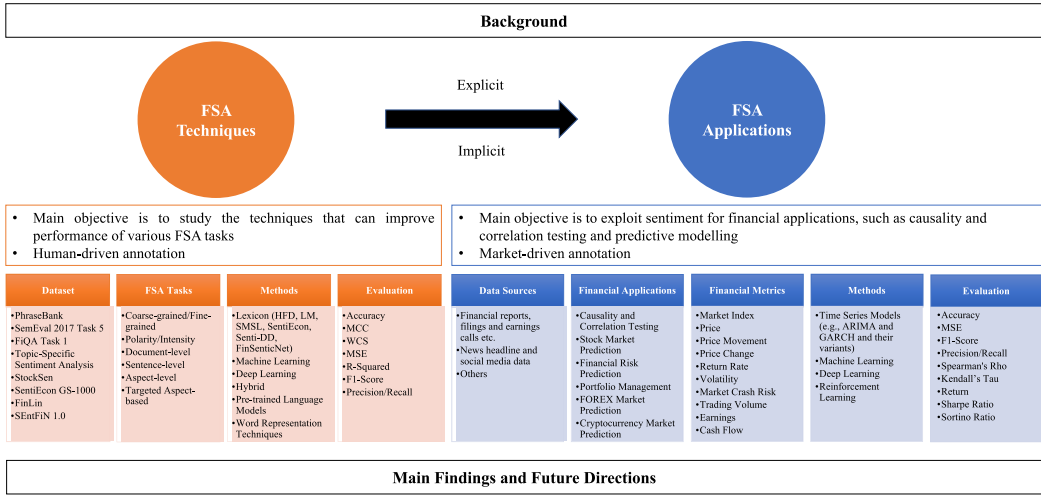 Background
FSA
Techniques
Explicit
Implicit
FSA
Applications
• Main objective is to study the techniques that can improve
performance of various FSA tasks
• Human-driven annotation
• Main objective is to exploit sentiment for financial applications, such as causality and
correlation testing and predictive modelling
• Market-driven annotation
Dataset
•PhraseBank
•SemEval 2017 Task 5
•FiQA Task 1
•Topic-Specific
Sentiment Analysis
•StockSen
•SentiEcon GS-1000
•FinLin
•SEntFiN 1.0
FSA Tasks
•Coarse-grained/Fine-
grained
•Polarity/Intensity
•Document-level
•Sentence-level
•Aspect-level
•Targeted Aspect-
based
Methods
•Lexicon (HFD, LM,
SMSL, SentiEcon,
Senti-DD,
FinSenticNet)
•Machine Learning
•Deep Learning
•Hybrid
•Pre-trained Language
Models
•Word Representation
Techniques
Evaluation
•Accuracy
•MCC
•WCS
•MSE
•R-Squared
•F1-Score
•Precision/Recall
Data Sources
•Financial reports,
filings and earnings
calls etc.
•News headline and
social media data
•Others
Financial Applications
•Causality and
Correlation Testing
•Stock Market
Prediction
•Financial Risk
Prediction
•Portfolio Management
•FOREX Market
Prediction
•Cryptocurrency Market
Prediction
Financial Metrics
•Market Index
•Price
•Price Change
•Price Movement
•Return Rate
•Volatility
•Market Crash Risk
•Trading Volume
•Earnings
•Cash Flow
Methods
•Time Series Models
(e.g., ARIMA and
GARCH and their
variants)
•Machine Learning
•Deep Learning
•Reinforcement
Learning
Evaluation
•Accuracy
•MSE
•F1-Score
•Precision/Recall
•Spearman's Rho
•Kendall's Tau
•Return
•Sharpe Ratio
•Sortino Ratio
Main Findings and Future Directions